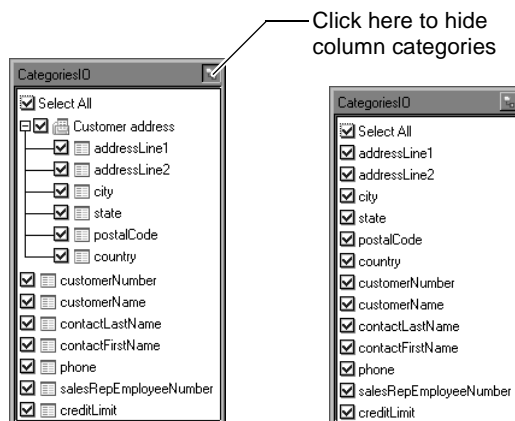 Click here to hide
column categories
CategoriesIO
Select All
Customer address
addressLine1
addressLine2
city
state
postalCode
country
customerNumber
customerName
contactLastName
contactFirstName
phone
salesRepEmployeeNumber
creditLimit
CategoriesIO
Select All
addressLine1
addressLine2
city
state
postalCode
country
customerNumber
customerName
contactLastName
contactFirstName
phone
salesRepEmployeeNumber
creditLimit